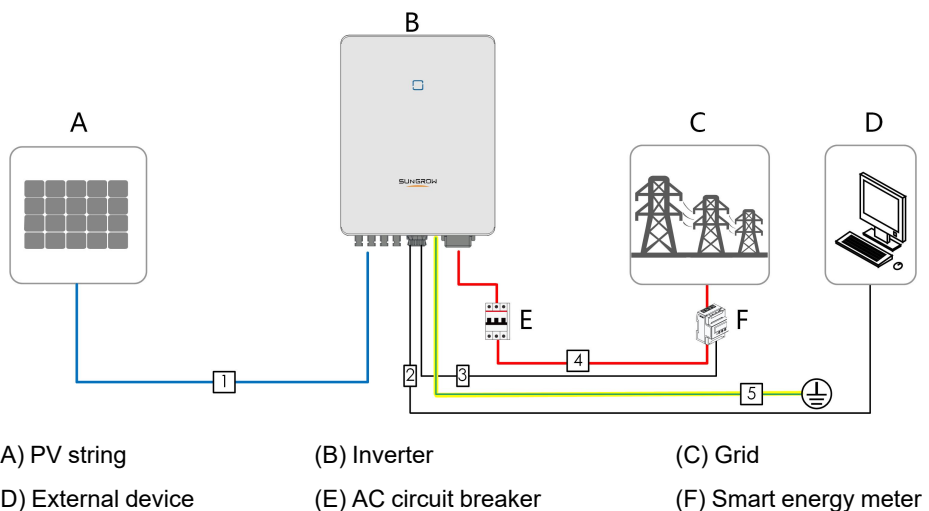 B
A
C
D
SUNGROW
E
F
4
1
2
3
5
A) PV string (B) Inverter (C) Grid
D) External device (E) AC circuit breaker (F) Smart energy meter